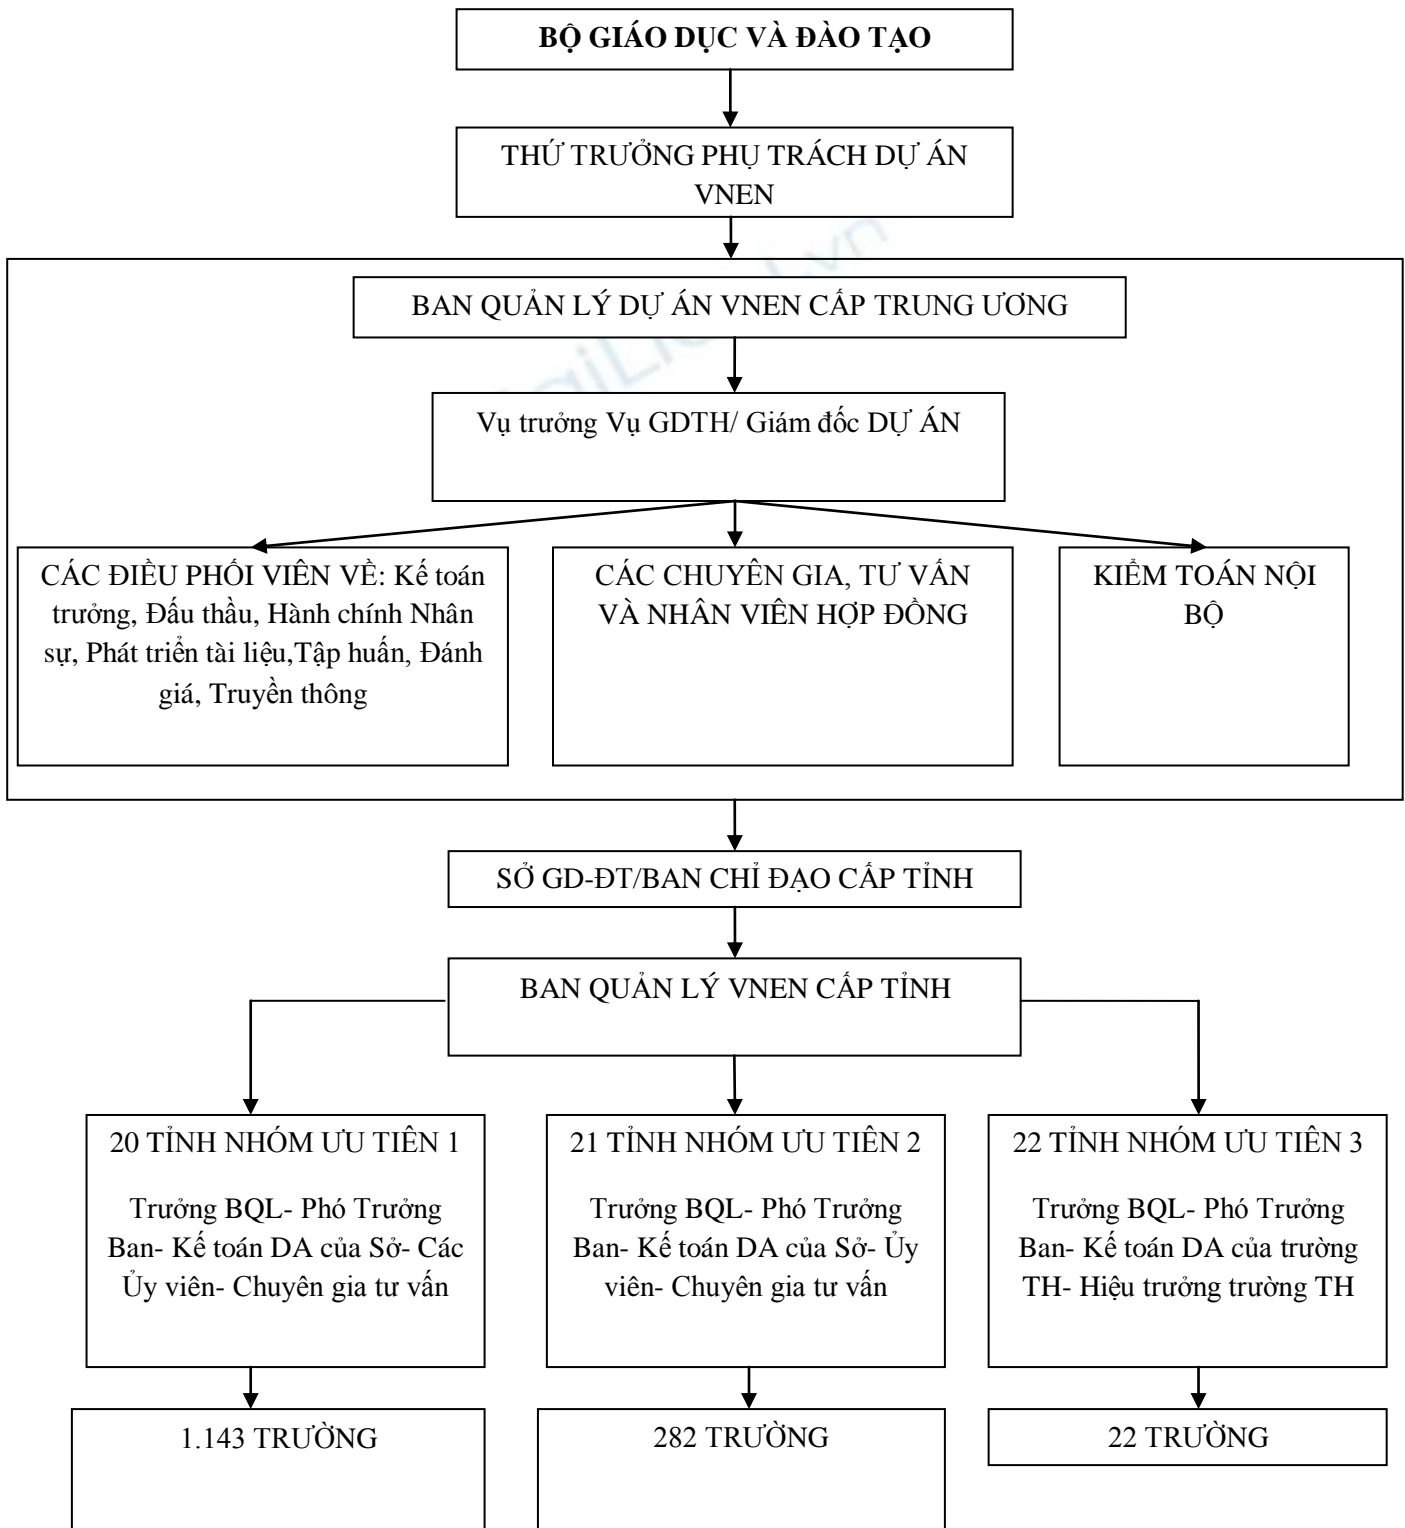 BỘ GIÁO DỤC VÀ ĐÀO TẠO
THỨ TRƯỞNG PHỤ TRÁCH DỰ ÁN
VNEN
BAN QUẢN LÝ DỰ ÁN VNEN CẤP TRUNG ƯƠNG
Vụ trưởng Vụ GDTH/ Giám đốc DỰ ÁN
CÁC ĐIỀU PHỐI VIÊN VỀ: Kế toán
trưởng, Đấu thầu, Hành chính Nhân
sự, Phát triển tài liệu,Tập huấn, Đánh
giá, Truyền thông
CÁC CHUYÊN GIA, TƯ VẤN
VÀ NHÂN VIÊN HỢP ĐỒNG
KIỂM TOÁN NỘI
BỘ
SỞ GD-ĐT/BAN CHỈ ĐẠO CẤP TỈNH
BAN QUẢN LÝ VNEN CẤP TỈNH
20 TỈNH NHÓM ƯU TIÊN 1
Trưởng BQL- Phó Trưởng
Ban- Kế toán DA của Sở- Các
Ủy viên- Chuyên gia tư vấn
21 TỈNH NHÓM ƯU TIÊN 2
Trưởng BQL- Phó Trưởng
Ban- Kế toán DA của Sở- Ủy
viên- Chuyên gia tư vấn
22 TỈNH NHÓM ƯU TIÊN 3
Trưởng BQL- Phó Trưởng
Ban- Kế toán DA của trường
TH- Hiệu trưởng trường TH
1.143 TRƯỜNG
282 TRƯỜNG
22 TRƯỜNG